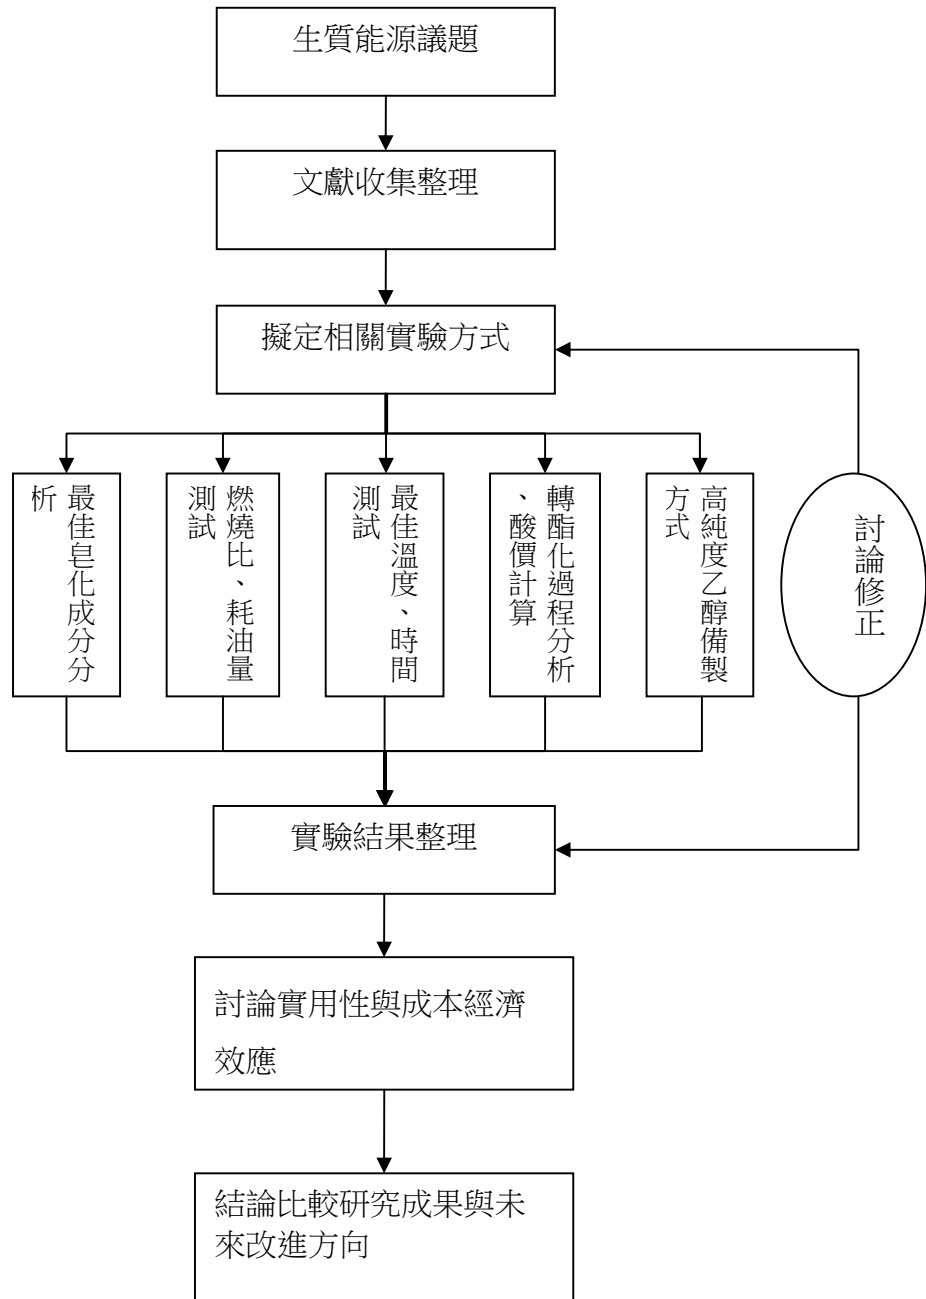 生質能源議題
文獻收集整理
擬定相關實驗方式
最佳皂化成分分
析
燃燒比、耗油量
測試
最佳溫度、時間
測試
轉酯化過程分析
、酸價計算
高純度乙醇備製
方式
討論修正
實驗結果整理
討論實用性與成本經濟
效應
結論比較研究成果與未
來改進方向